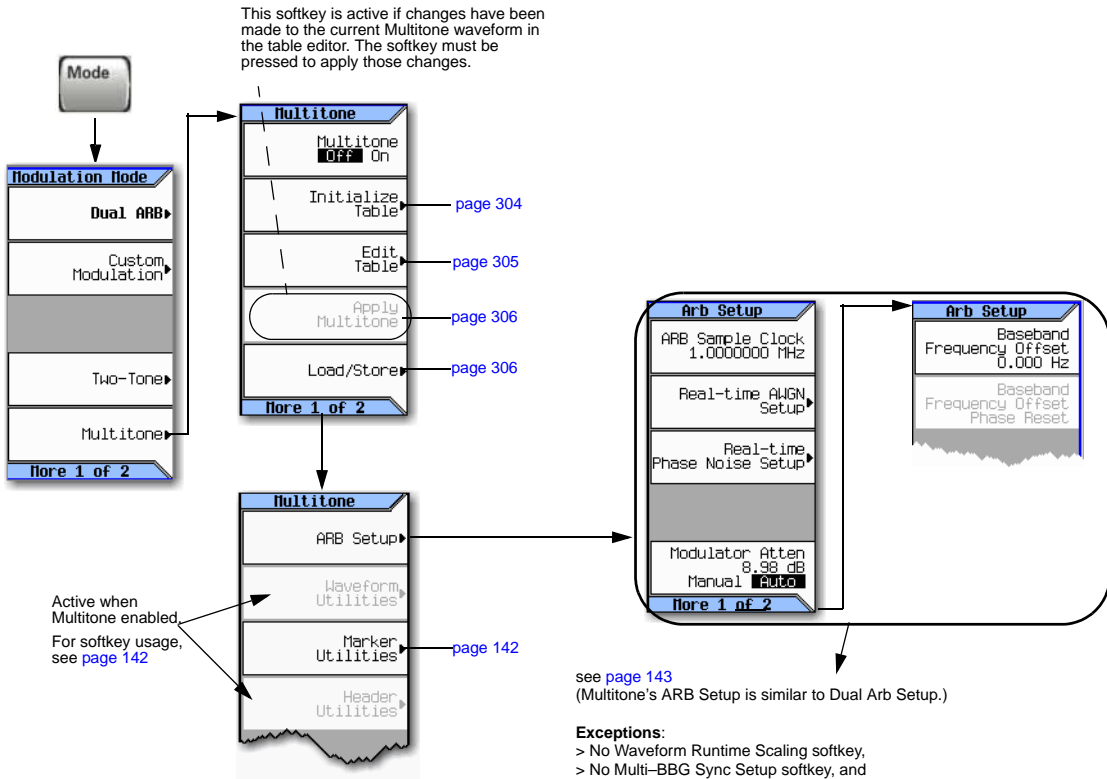 This softkey is active if changes have been
made to the current Multitone waveform in
the table editor. The softkey must be
pressed to apply those changes.
Mode
Modulation Mode
Dual ARB
Custom
Modulation
Two-Tone
Multitone
More 1 of 2
Multitone
Multitone
Off On
Initialize
Table
page 304
Edit
Table
page 305
Apply
Multitone
page 306
Load/Store
page 306
More 1 of 2
Multitone
ARB Setup
Waveform
Utilities
Marker
Utilities
page 142
Header
Utilities
Active when
Multitone enabled.
For softkey usage,
see page 142
Arb Setup
ARB Sample Clock
1.0000000 MHz
Real-time AWGN
Setup
Real-time
Phase Noise Setup
Modulator Atten
8.98 dB
Manual Auto
More 1 of 2
Arb Setup
Baseband
Frequency Offset
0.000 Hz
Baseband
Frequency Offset
Phase Reset
see page 143
(Multitone's ARB Setup is similar to Dual Arb Setup.)
Exceptions:
> No Waveform Runtime Scaling softkey,
> No Multi–BBG Sync Setup softkey, and